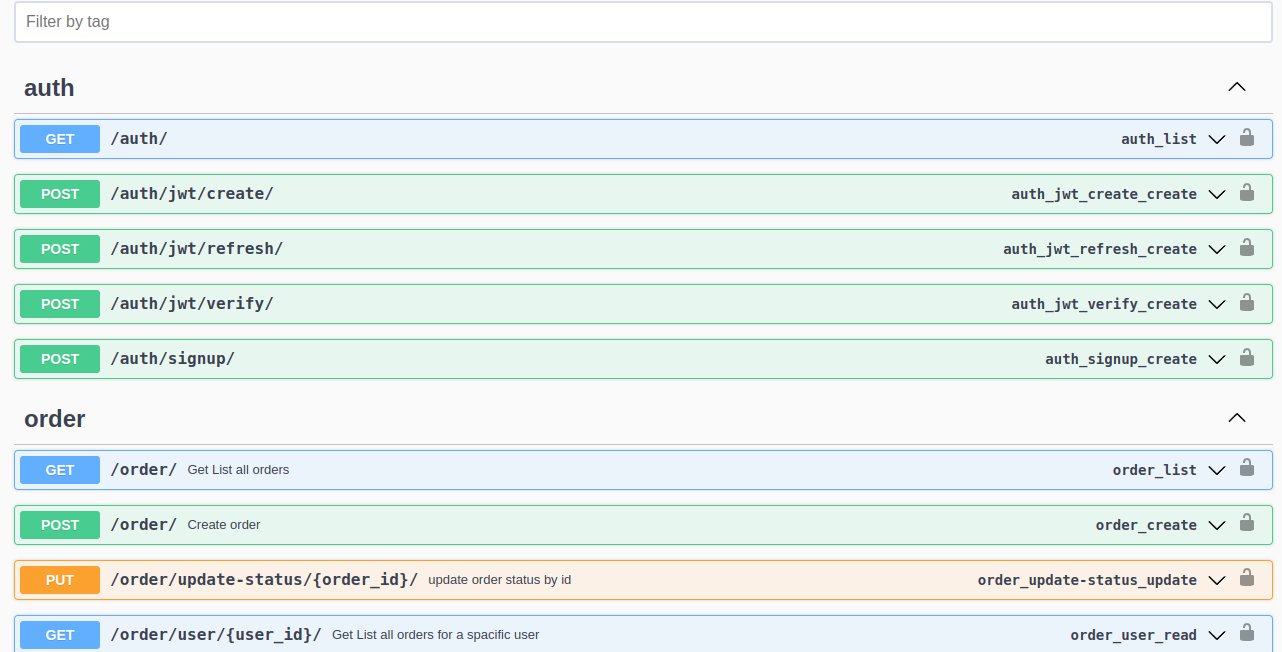 Filter by tag
auth
GET /auth/ auth_list
POST /auth/jwt/create/ auth_jwt_create_create
POST /auth/jwt/refresh/ auth_jwt_refresh_create
POST /auth/jwt/verify/ auth_jwt_verify_create
POST /auth/signup/ auth_signup_create
order
GET /order/ Get List all orders order_list
POST /order/ Create order order_create
PUT /order/update-status/{order_id}/ update order status by id order_update-status_update
GET /order/user/{user_id}/ Get List all orders for a spacific user order_user_read